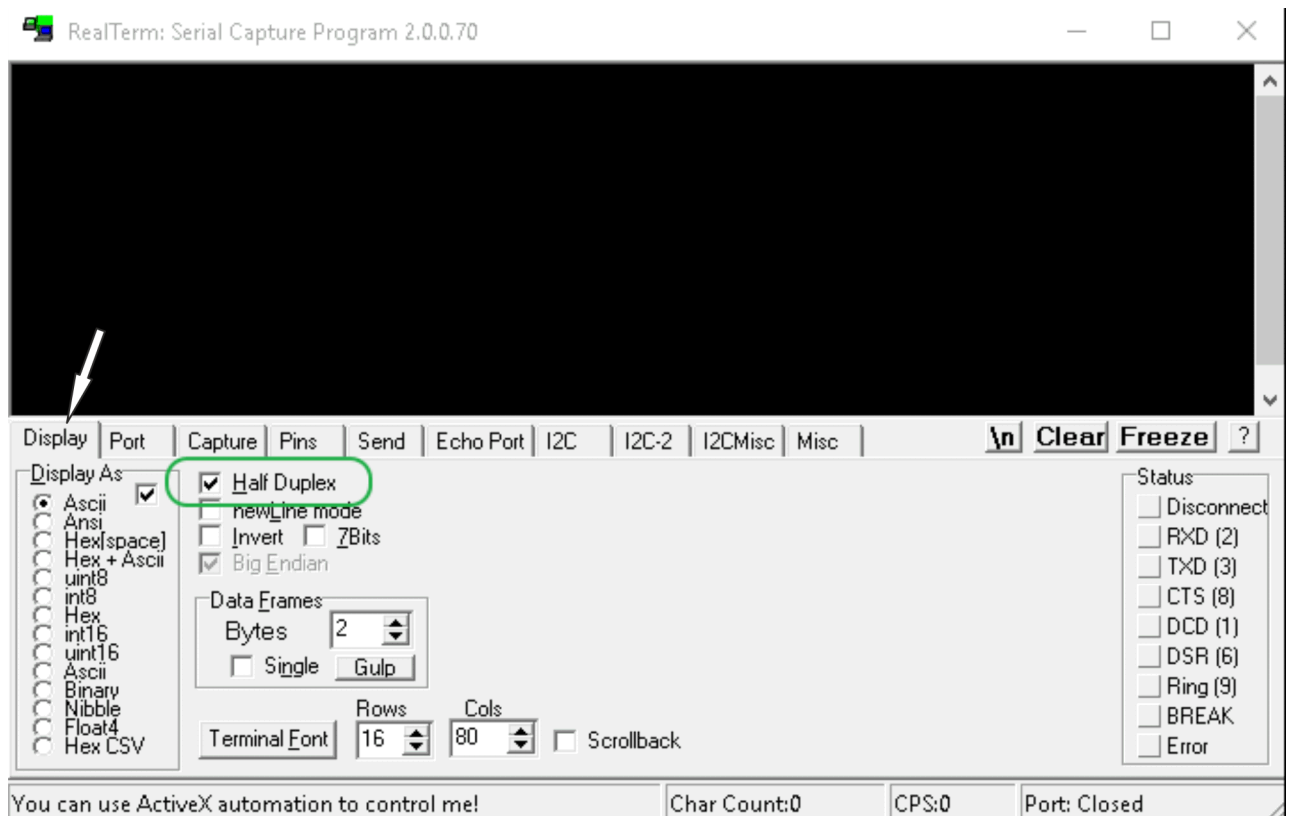 RealTerm: Serial Capture Program 2.0.0.70
Display Port Capture Pins Send Echo Port I2C I2C-2 I2CMisc Misc \n Clear Freeze ?
Display As
Ascii
Ansi
Hex[space]
Hex + Ascii
uint8
int8
Hex
int16
uint16
Ascii
Binary
Nibble
Float4
Hex CSV
Half Duplex
newLine mode
Invert 7Bits
Big Endian
Data Frames
Bytes 2
Single Gulp
Rows Cols
Terminal Font 16 80 Scrollback
Status
Disconnect
RXD (2)
TXD (3)
CTS (8)
DCD (1)
DSR (6)
Ring (9)
BREAK
Error
You can use ActiveX automation to control me! Char Count:0 CPS:0 Port: Closed